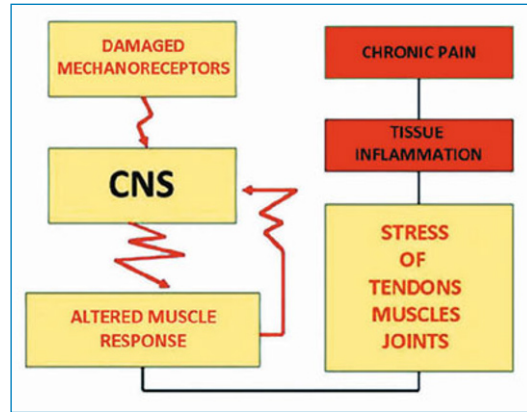 DAMAGED
MECHANORECEPTORS
CNS
ALTERED MUSCLE
RESPONSE
CHRONIC PAIN
TISSUE
INFLAMMATION
STRESS
OF
TENDONS
MUSCLES
JOINTS